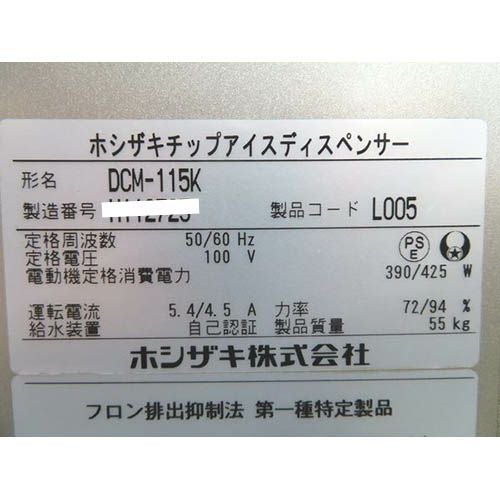 ホシザキチップアイスディスペンサー
形名 DCM-115K
製造番号 製品コード L005
定格周波数 50/60 Hz
定格電圧 100 V
電動機定格消費電力 390/425 W
PSE
運転電流 5.4/4.5 A 力率 72/94 %
給水装置 自己認証 製品質量 55 kg
ホシザキ株式会社
フロン排出抑制法 第一種特定製品